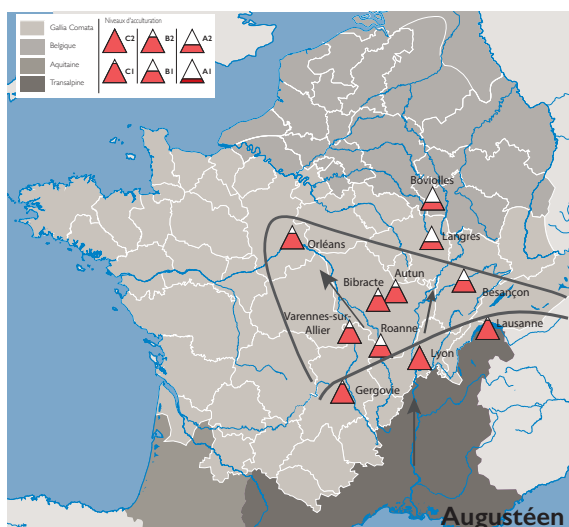 Gallia Comata
Belgique
Aquitaine
Transalpine
Niveaux d'acculturation
C2 B2 A2
C1 B1 A1
Boviolles
Langres
Orléans
Autun
Bibracte
Besançon
Varennes-sur-
Allier
Roanne
Lausanne
Lyon
Gergovie
Augustéen